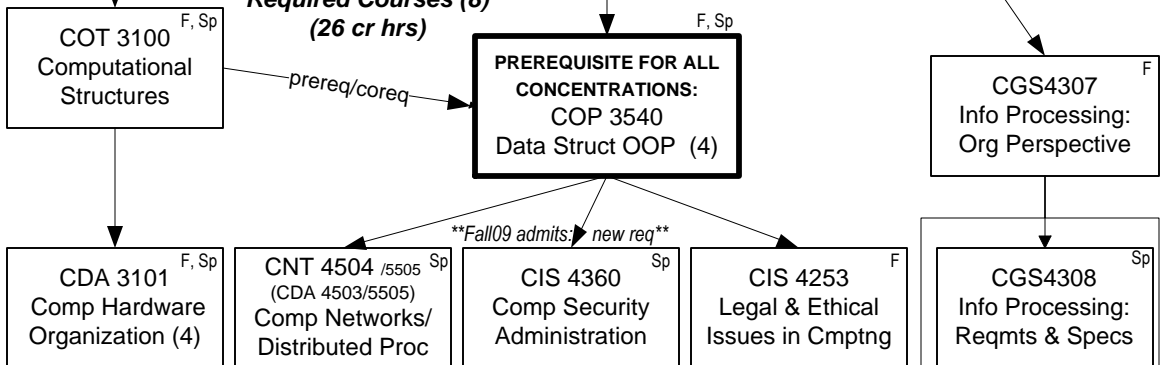 Required Courses (8)
(26 cr hrs)
F, Sp
COT 3100
Computational
Structures
prereq/coreq
F, Sp
PREREQUISITE FOR ALL
CONCENTRATIONS:
COP 3540
Data Struct OOP (4)
F
CGS4307
Info Processing:
Org Perspective
**Fall09 admits: new req**
F, Sp
CDA 3101
Comp Hardware
Organization (4)
Sp
CNT 4504 /5505
(CDA 4503/5505)
Comp Networks/
Distributed Proc
Sp
CIS 4360
Comp Security
Administration
F
CIS 4253
Legal & Ethical
Issues in Cmptng
Sp
CGS4308
Info Processing:
Reqmts & Specs